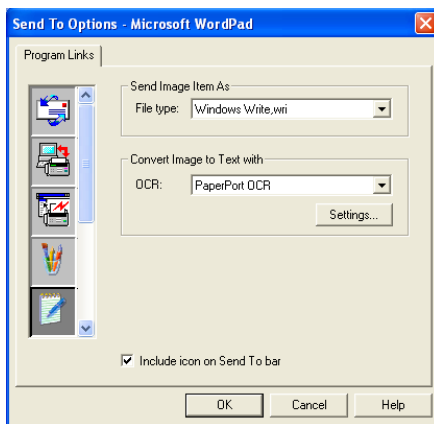 Send To Options - Microsoft WordPad
Program Links
Send Image Item As
File type: Windows Write,wri
Convert Image to Text with
OCR: PaperPort OCR
Settings...
Include icon on Send To bar
OK Cancel Help